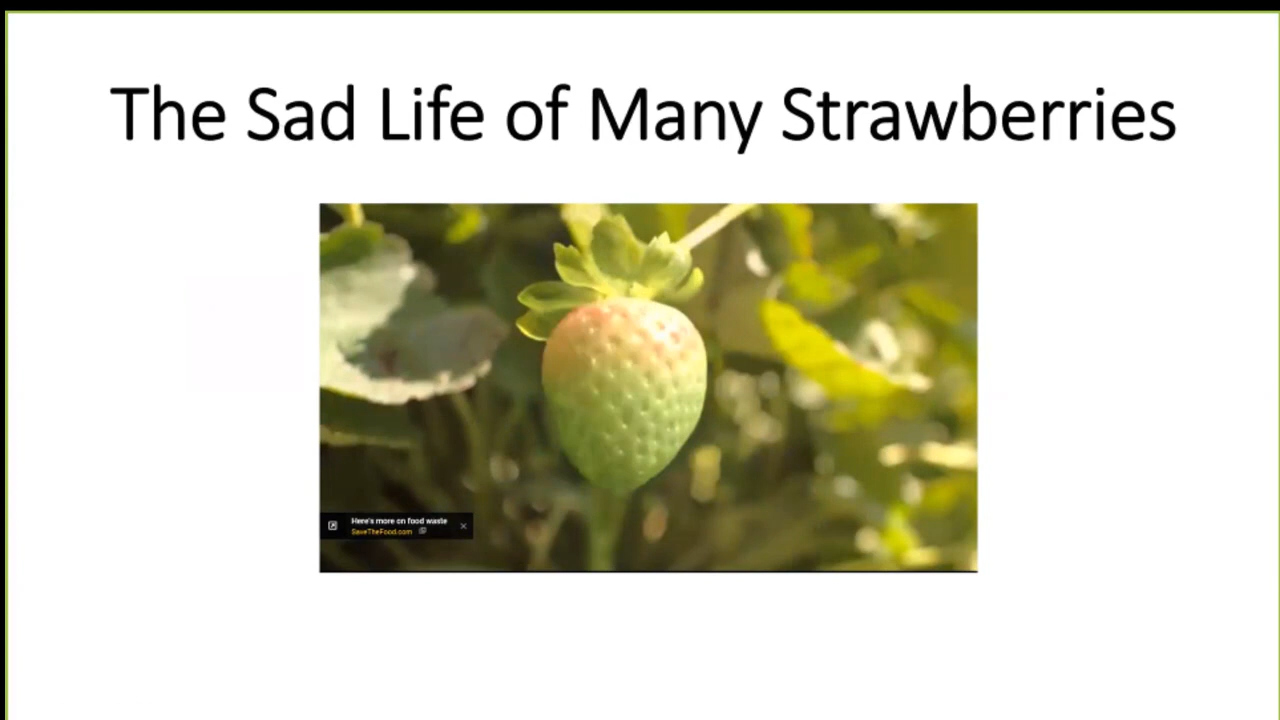 The Sad Life of Many Strawberries
Here's more on food waste
SaveTheFood.com